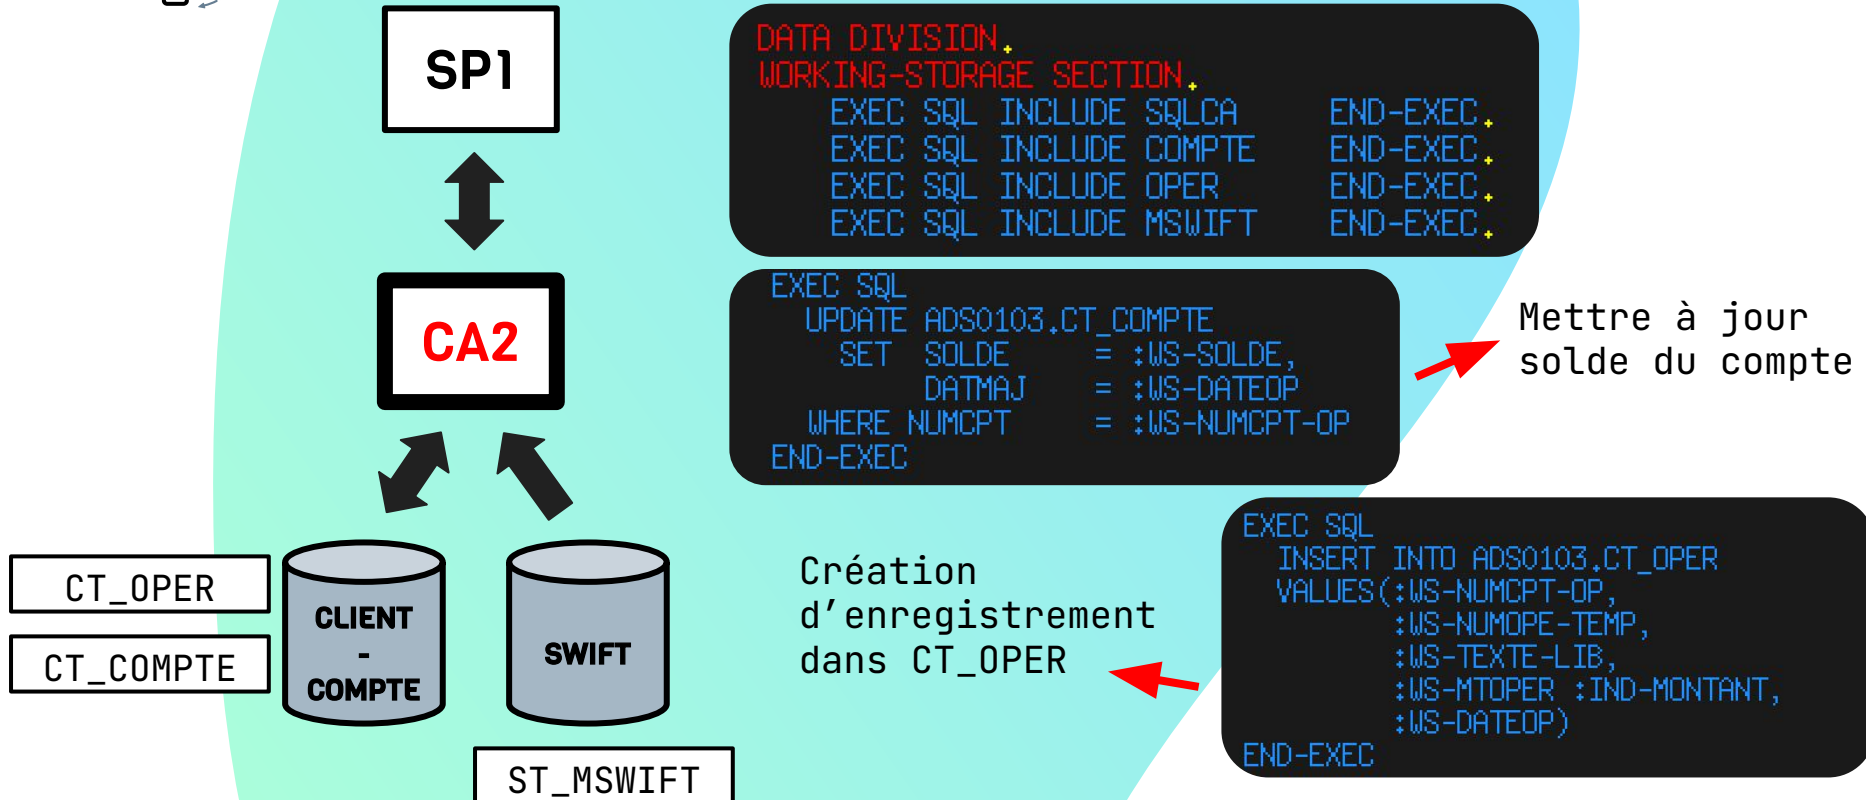 SP1
DATA DIVISION.
WORKING-STORAGE SECTION.
EXEC SQL INCLUDE SQLCA END-EXEC.
EXEC SQL INCLUDE COMPTE END-EXEC.
EXEC SQL INCLUDE OPER END-EXEC.
EXEC SQL INCLUDE MSWIFT END-EXEC.
CA2
EXEC SQL
UPDATE ADS0103.CT_COMPTE
SET SOLDE = :WS-SOLDE,
DATMAJ = :WS-DATEOP
WHERE NUMCPT = :WS-NUMCPT-OP
END-EXEC
Mettre à jour
solde du compte
CT_OPER
CT_COMPTE
CLIENT
-
COMPTE
SWIFT
ST_MSWIFT
Création
d’enregistrement
dans CT_OPER
EXEC SQL
INSERT INTO ADS0103.CT_OPER
VALUES(:WS-NUMCPT-OP,
:WS-NUMOPE-TEMP,
:WS-TEXTE-LIB,
:WS-MTOPER :IND-MONTANT,
:WS-DATEOP)
END-EXEC